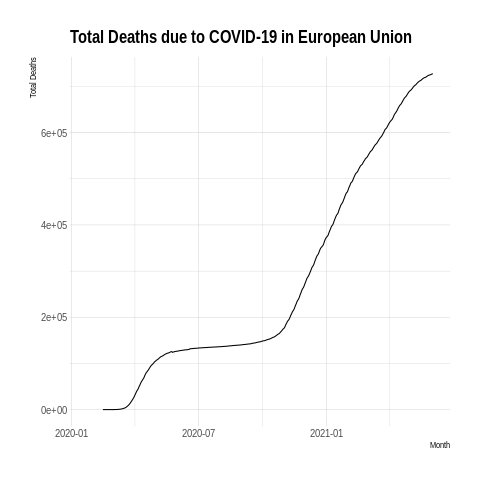 Total Deaths due to COVID-19 in European Union
Total Deaths
6e+05
4e+05
2e+05
0e+00
2020-01 2020-07 2021-01
Month